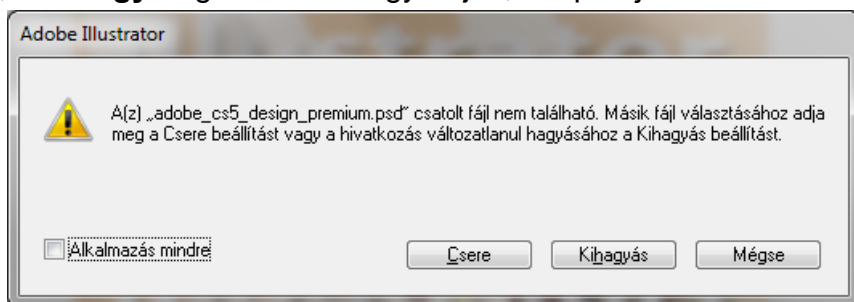 Adobe Illustrator
A(z) „adobe_cs5_design_premium.psd” csatolt fájl nem található. Másik fájl választásához adja
meg a Csere beállítást vagy a hivatkozás változatlanul hagyásához a Kihagyás beállítást.
Alkalmazás mindre
Csere
Kihagyás
Mégse